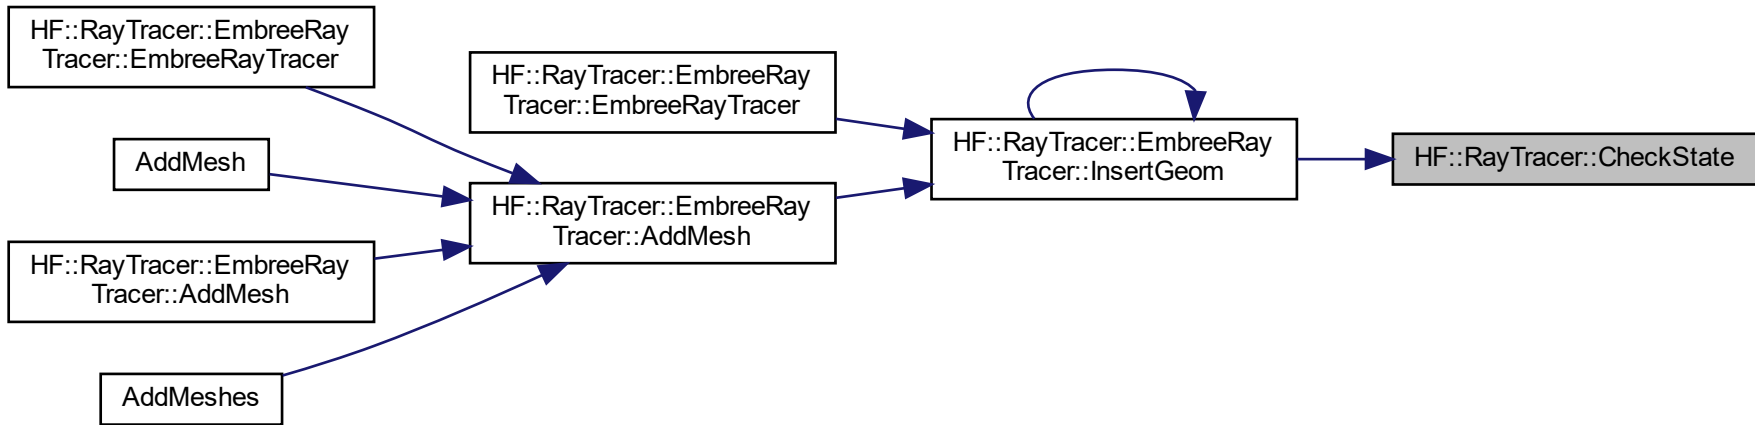 HF::RayTracer::EmbreeRay
Tracer::EmbreeRayTracer
AddMesh
HF::RayTracer::EmbreeRay
Tracer::AddMesh
AddMeshes
HF::RayTracer::EmbreeRay
Tracer::EmbreeRayTracer
HF::RayTracer::EmbreeRay
Tracer::AddMesh
HF::RayTracer::EmbreeRay
Tracer::InsertGeom
HF::RayTracer::CheckState